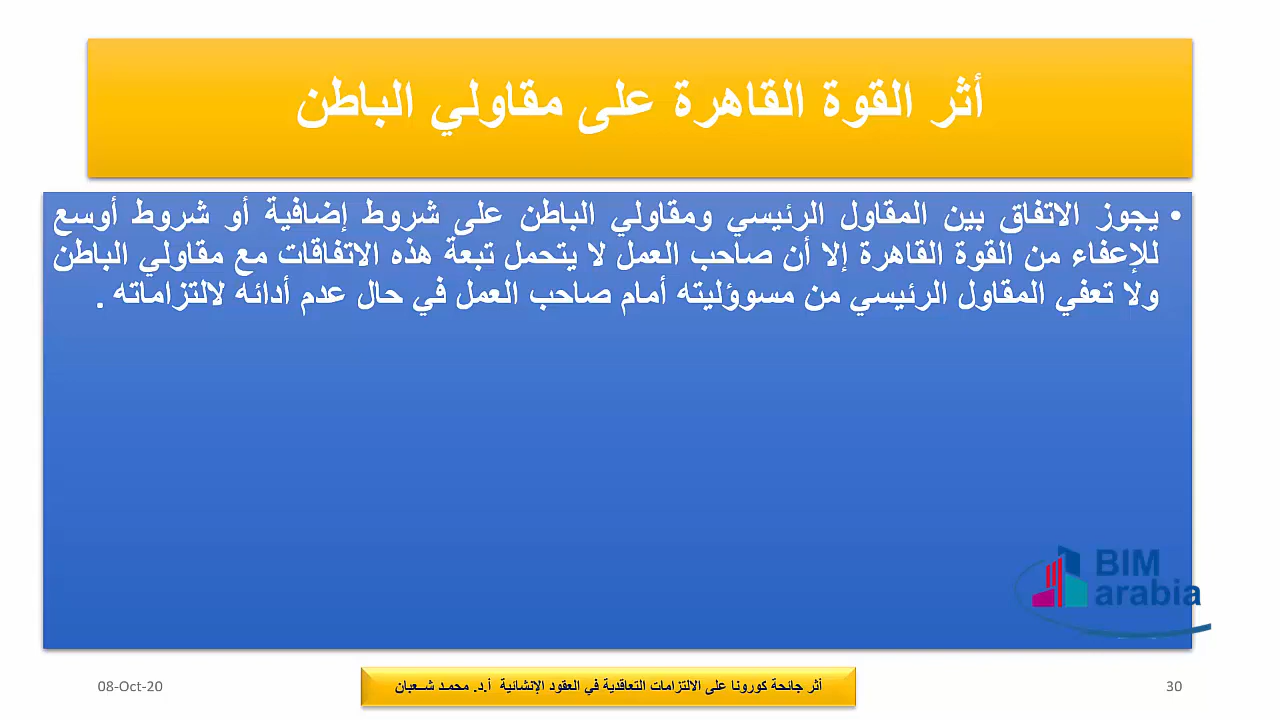 أثر القوة القاهرة على مقاولي الباطن
• يجوز الاتفاق بين المقاول الرئيسي ومقاولي الباطن على شروط إضافية أو شروط أوسع
للإعفاء من القوة القاهرة إلا أن صاحب العمل لا يتحمل تبعة هذه الاتفاقات مع مقاولي الباطن
ولا تعفي المقاول الرئيسي من مسوؤليته أمام صاحب العمل في حال عدم أدائه لالتزاماته .
BIM
arabia
08-Oct-20
أثر جائحة كورونا على الالتزامات التعاقدية في العقود الإنشائية أ.د. محمـد شــعبان
30